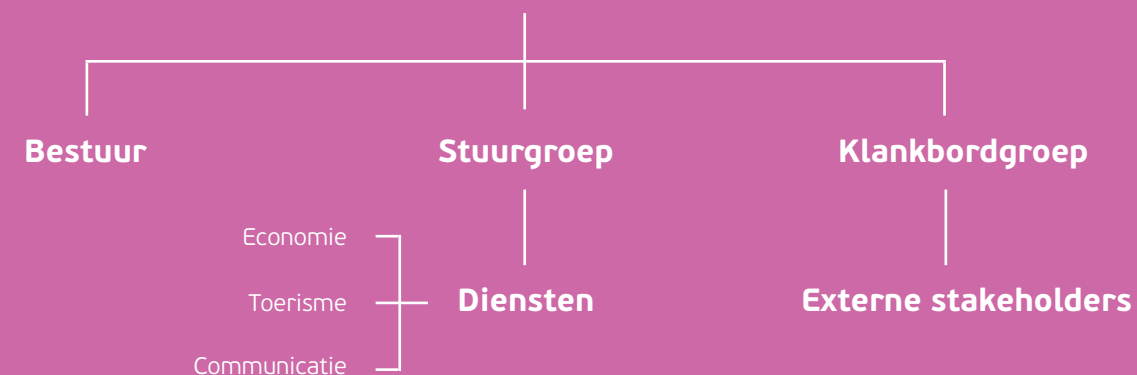 Bestuur
Stuurgroep
Klankbordgroep
Economie
Toerisme
Communicatie
Diensten
Externe stakeholders